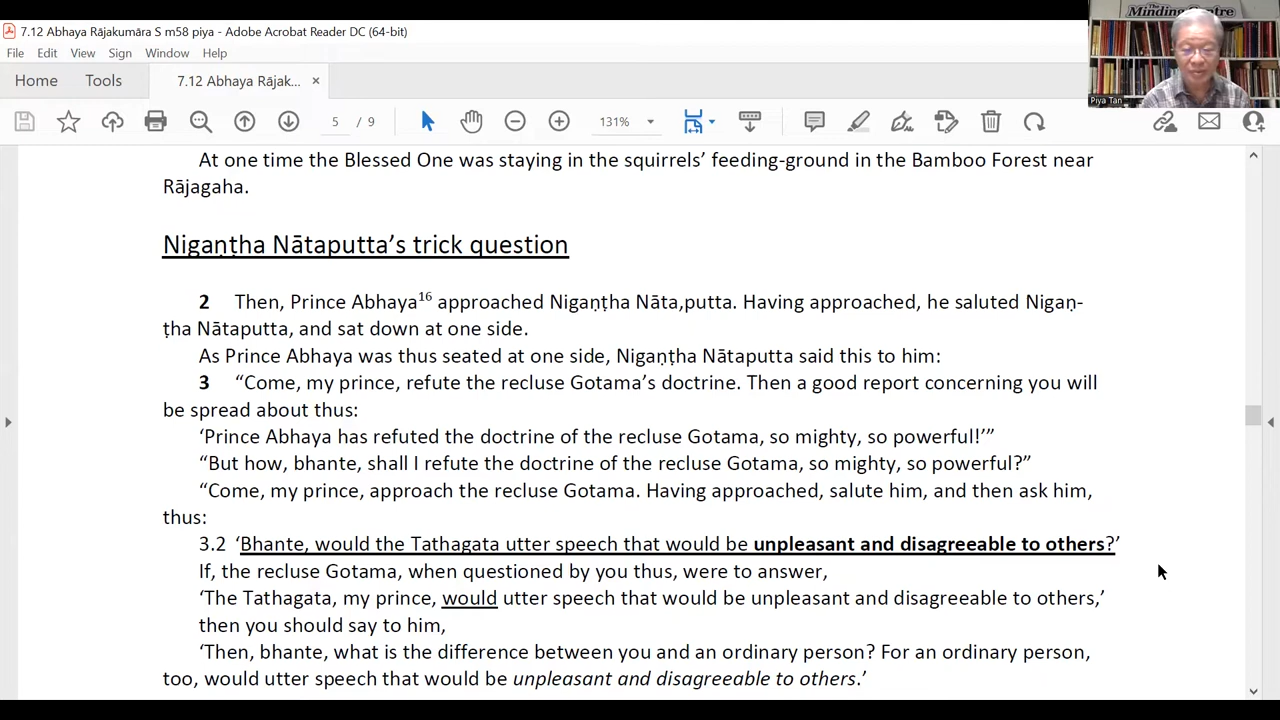 7.12 Abhaya Rājakumāra S m58 piya - Adobe Acrobat Reader DC (64-bit)
File Edit View Sign Window Help
Home Tools 7.12 Abhaya Rājak... ×
5 / 9 131%
The Minding Centre
Piya Tan
At one time the Blessed One was staying in the squirrels’ feeding-ground in the Bamboo Forest near
Rājagaha.
Nigaṇṭha Nātaputta’s trick question
2 Then, Prince Abhaya16 approached Nigaṇṭha Nāta,putta. Having approached, he saluted Nigaṇ-
ṭha Nātaputta, and sat down at one side.
As Prince Abhaya was thus seated at one side, Nigaṇṭha Nātaputta said this to him:
3 “Come, my prince, refute the recluse Gotama’s doctrine. Then a good report concerning you will
be spread about thus:
‘Prince Abhaya has refuted the doctrine of the recluse Gotama, so mighty, so powerful!’”
“But how, bhante, shall I refute the doctrine of the recluse Gotama, so mighty, so powerful?”
“Come, my prince, approach the recluse Gotama. Having approached, salute him, and then ask him,
thus:
3.2 ‘Bhante, would the Tathagata utter speech that would be unpleasant and disagreeable to others?’
If, the recluse Gotama, when questioned by you thus, were to answer,
‘The Tathagata, my prince, would utter speech that would be unpleasant and disagreeable to others,’
then you should say to him,
‘Then, bhante, what is the difference between you and an ordinary person? For an ordinary person,
too, would utter speech that would be unpleasant and disagreeable to others.’